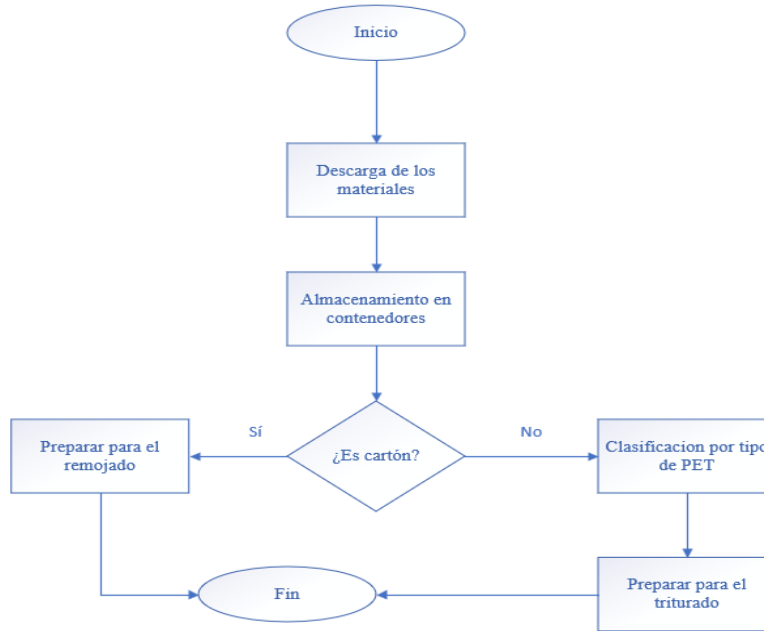 Inicio
Descarga de los
materiales
Almacenamiento en
contenedores
¿Es cartón?
Sí
No
Preparar para el
remojado
Clasificacion por tipo
de PET
Preparar para el
triturado
Fin